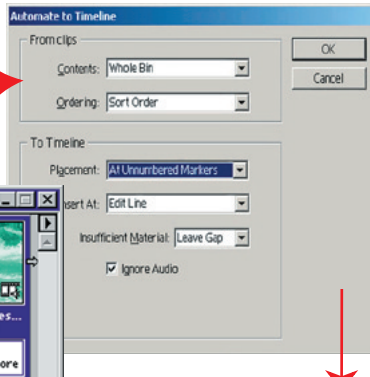 Automate to Timeline
From clips
OK
Contents: Whole Bin
Cancel
Ordering: Sort Order
To Timeline
Placement: At Unnumbered Markers
nsert At: Edit Line
Insufficient Material: Leave Gap
Ignore Audio
es...
ore